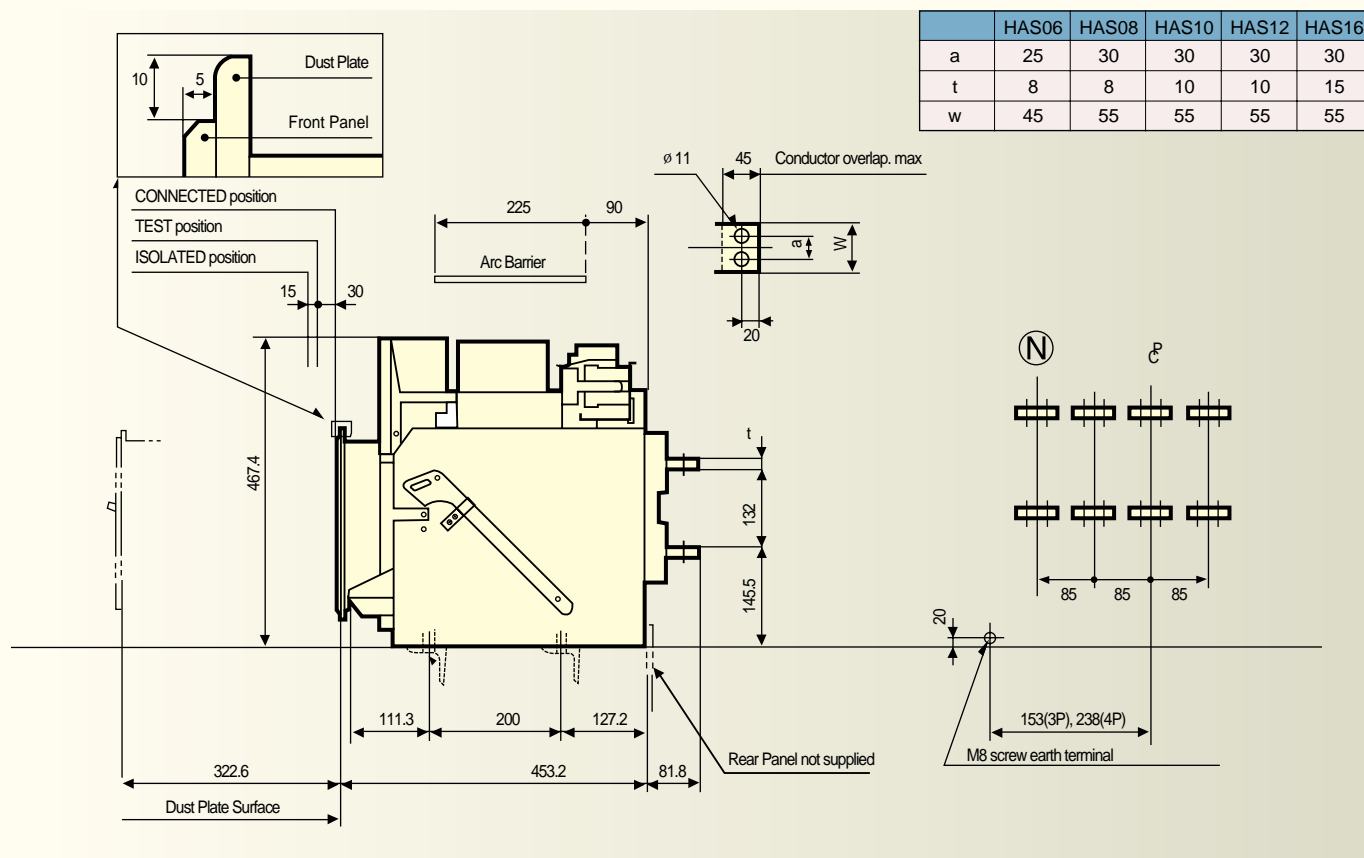 HAS06 HAS08 HAS10 HAS12 HAS16
a 25 30 30 30 30
t 8 8 10 10 15
w 45 55 55 55 55
Dust Plate
10 5
Front Panel
CONNECTED position
TEST position
ISOLATED position
15 30
225 90
Arc Barrier
ø 11 45 Conductor overlap. max
a W
20
N
C P
467.4
t
132
145.5
85 85 85
20
111.3 200 127.2
153(3P), 238(4P)
M8 screw earth terminal
Rear Panel not supplied
322.6 453.2 81.8
Dust Plate Surface